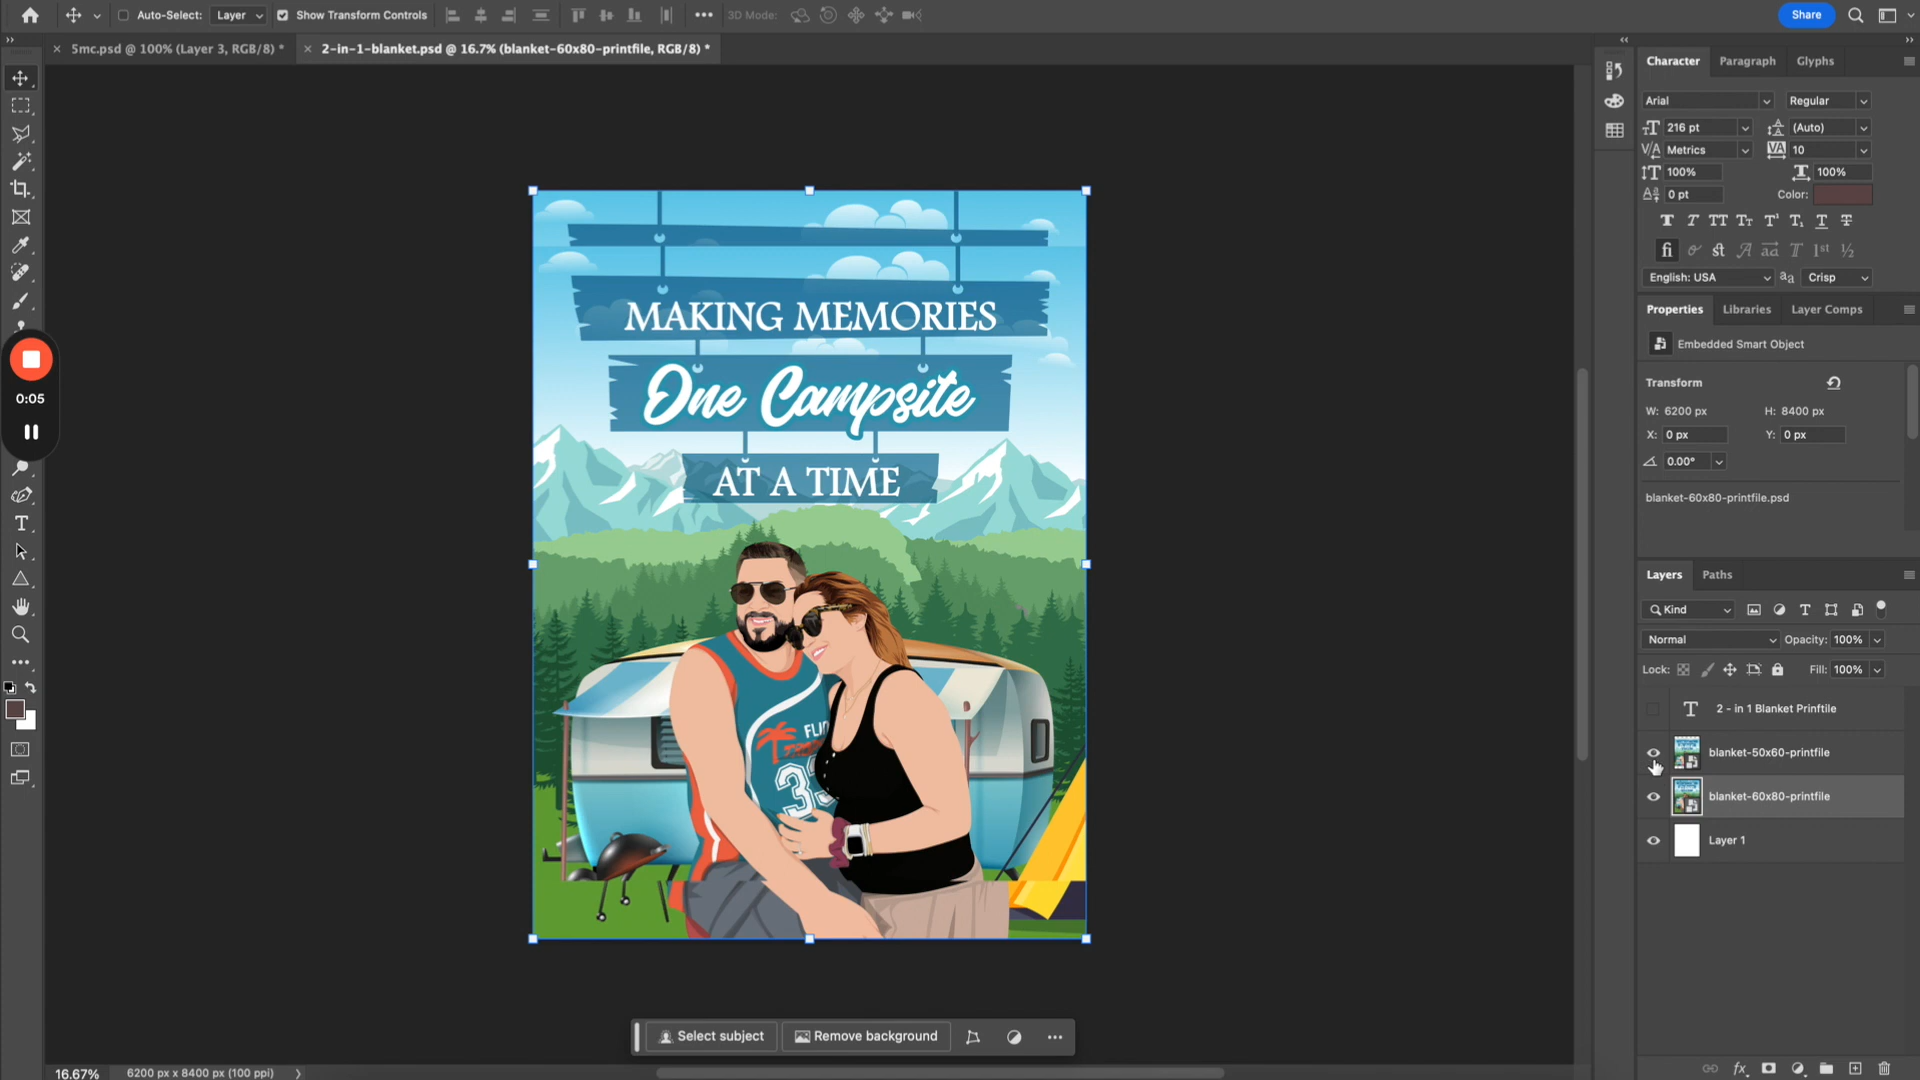 Auto-Select: Layer Show Transform Controls 3D Mode: Share
5mc.psd @ 100% (Layer 3, RGB/8) *
2-in-1-blanket.psd @ 16.7% (blanket-60x80-printfile, RGB/8) *
Character Paragraph Glyphs
Arial Regular
216 pt (Auto)
Metrics 10
100% 100%
0 pt Color:
English: USA Crisp
Properties Libraries Layer Comps
Embedded Smart Object
Transform
W: 6200 px H: 8400 px
X: 0 px Y: 0 px
0.00°
blanket-60x80-printfile.psd
Layers Paths
Kind
Normal Opacity: 100%
Lock: Fill: 100%
2 - in 1 Blanket Prinftile
blanket-50x60-printfile
blanket-60x80-printfile
Layer 1
0:05
MAKING MEMORIES
One Campsite
AT A TIME
FLI
33
Select subject Remove background
16.67% 6200 px x 8400 px (100 ppi)